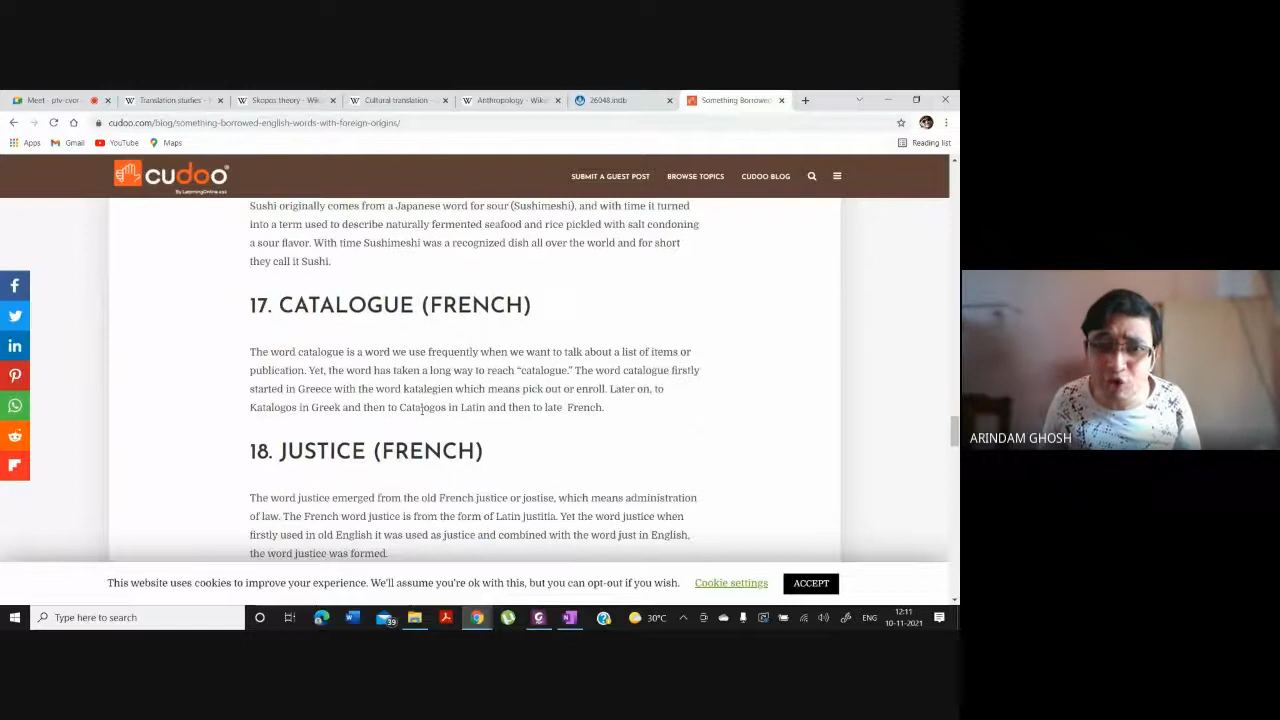 Meet - ptv-cvor
Translation studies -
Skopos theory - Wiki
Cultural translation -
Anthropology - Wiki
26048.indb
Something Borrowed
cudoo.com/blog/something-borrowed-english-words-with-foreign-origins/
Apps
Gmail
YouTube
Maps
Reading list
cudoo
By LearningOnline.xyz
SUBMIT A GUEST POST
BROWSE TOPICS
CUDOO BLOG
Sushi originally comes from a Japanese word for sour (Sushimeshi), and with time it turned
into a term used to describe naturally fermented seafood and rice pickled with salt condoning
a sour flavor. With time Sushimeshi was a recognized dish all over the world and for short
they call it Sushi.
17. CATALOGUE (FRENCH)
The word catalogue is a word we use frequently when we want to talk about a list of items or
publication. Yet, the word has taken a long way to reach “catalogue.” The word catalogue firstly
started in Greece with the word katalegien which means pick out or enroll. Later on, to
Katalogos in Greek and then to Catalogos in Latin and then to late French.
18. JUSTICE (FRENCH)
The word justice emerged from the old French justice or jostise, which means administration
of law. The French word justice is from the form of Latin justitia. Yet the word justice when
firstly used in old English it was used as justice and combined with the word just in English,
the word justice was formed.
This website uses cookies to improve your experience. We'll assume you're ok with this, but you can opt-out if you wish.
Cookie settings
ACCEPT
Type here to search
39
30°C
ENG
12:11
10-11-2021
ARINDAM GHOSH